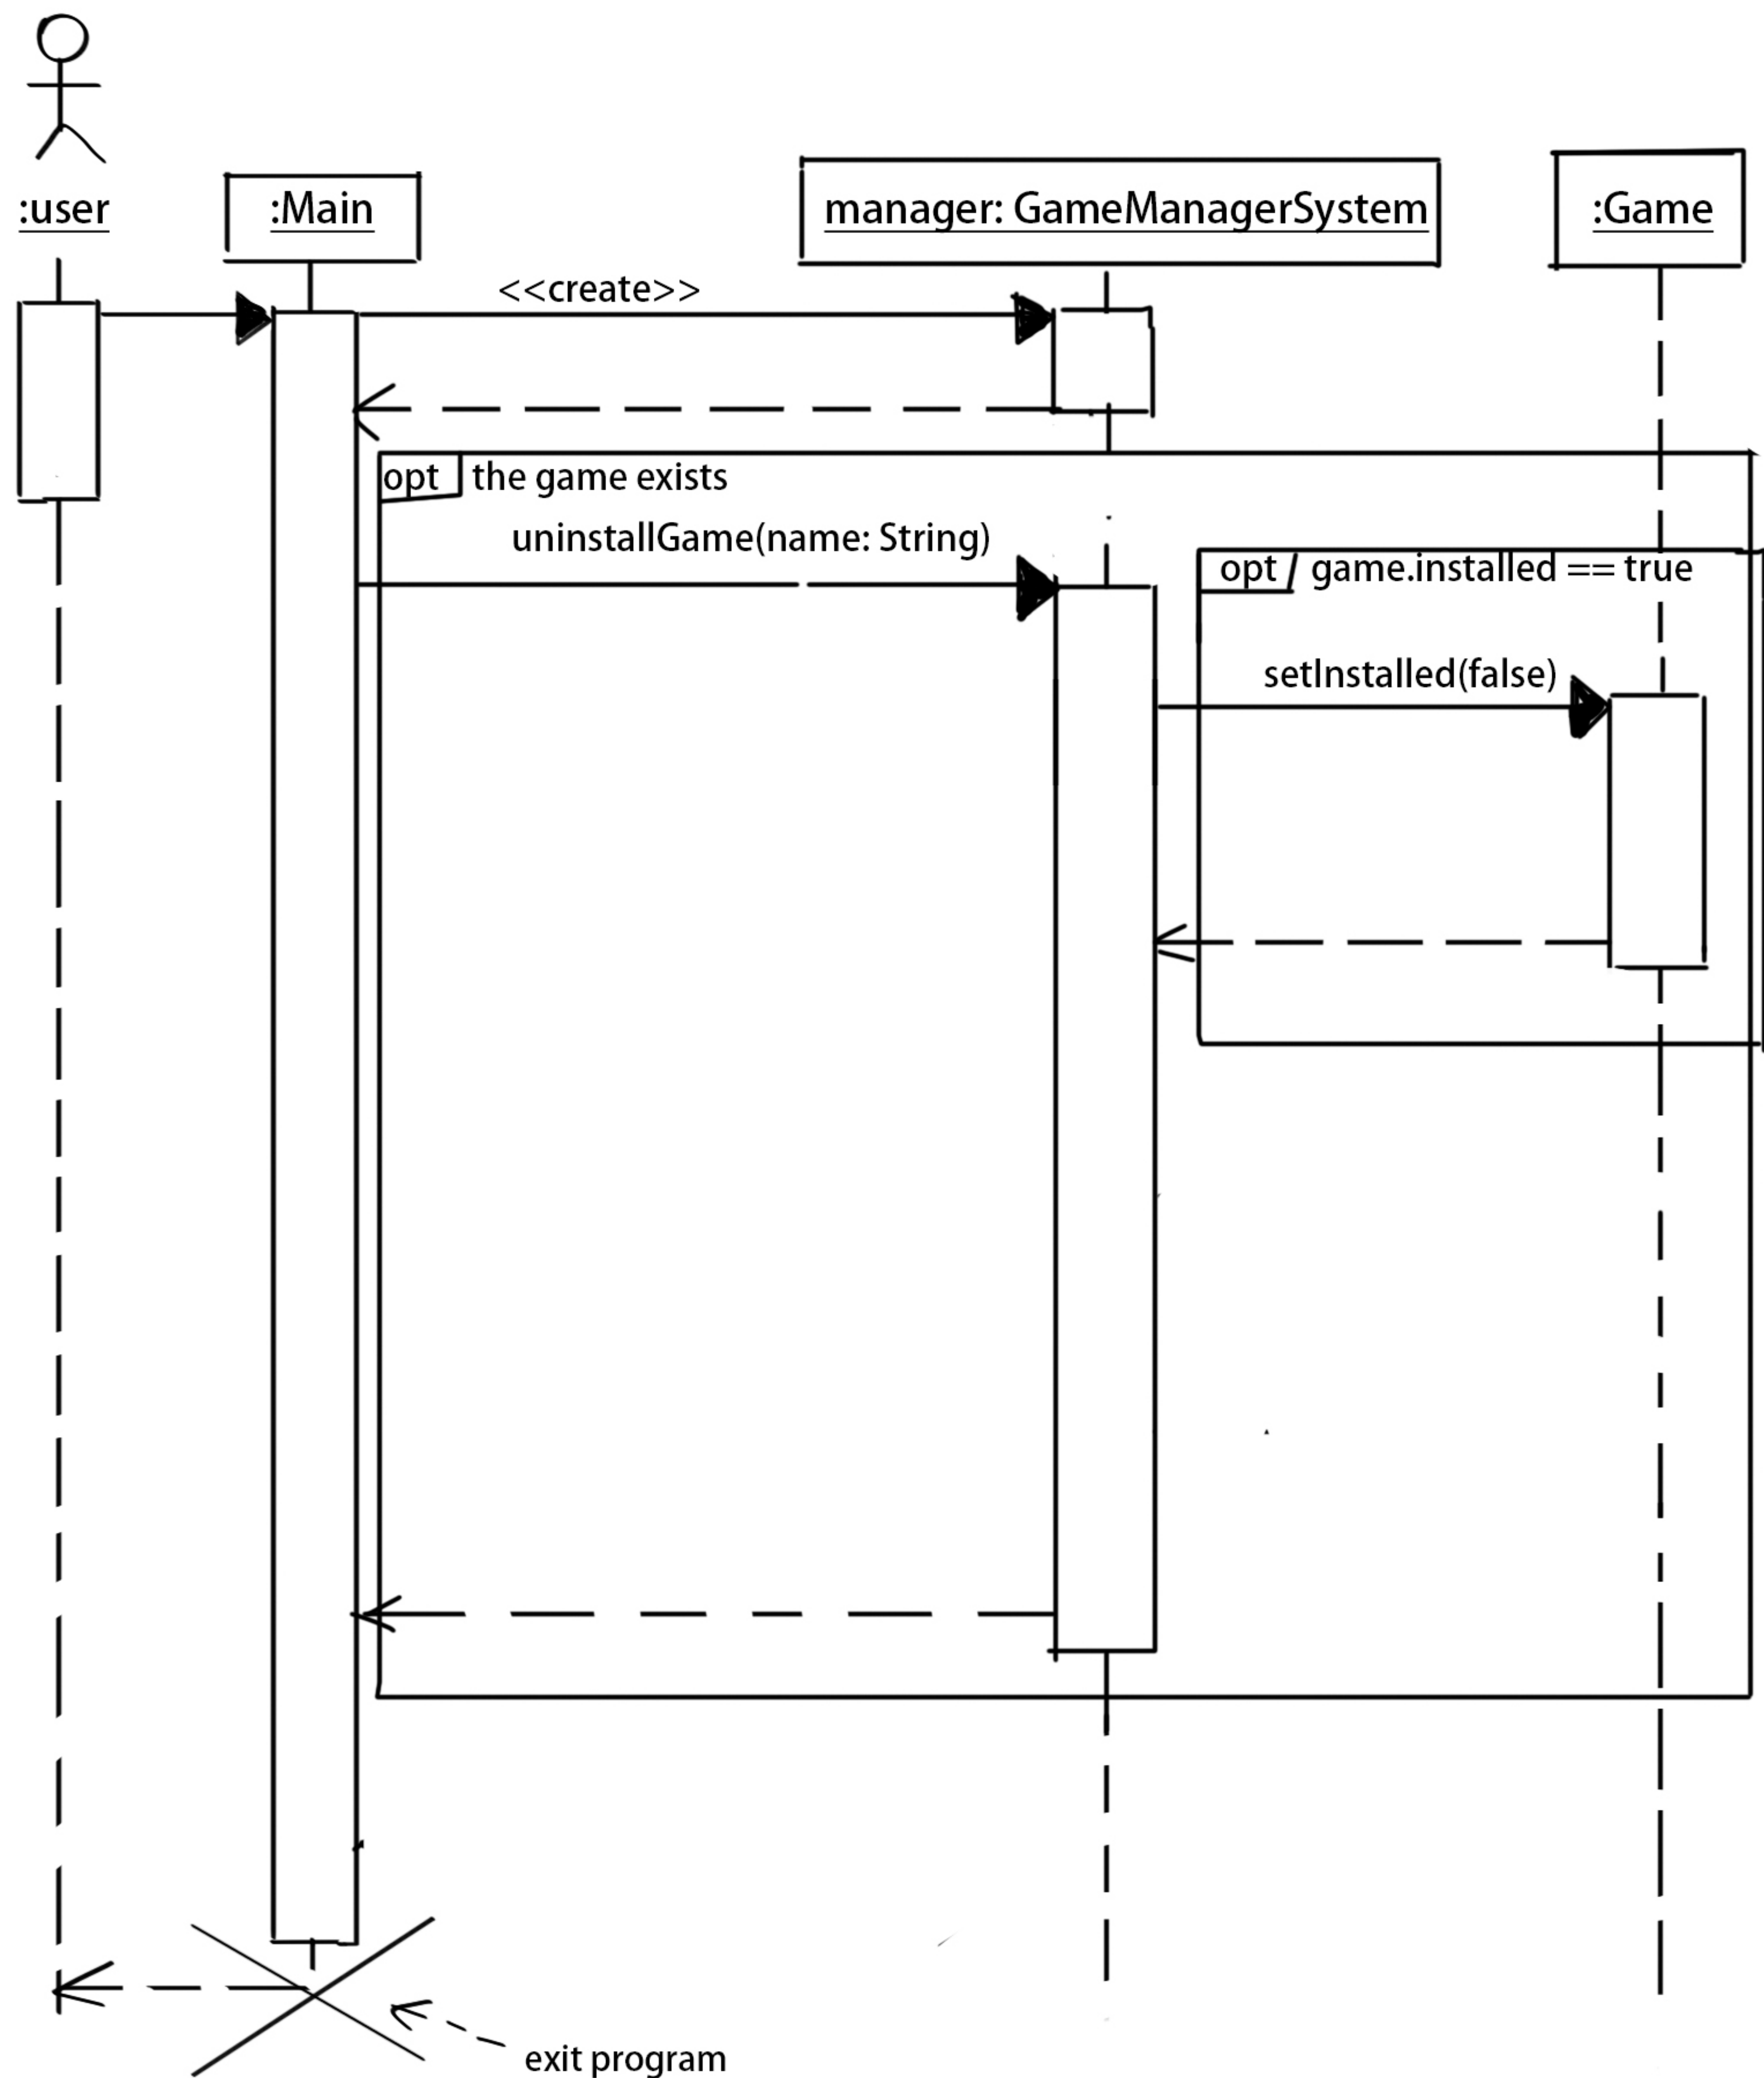 :user
:Main
manager: GameManagerSystem
:Game
<<create>>
opt
the game exists
uninstallGame(name: String)
opt
game.installed == true
setInstalled(false)
exit program